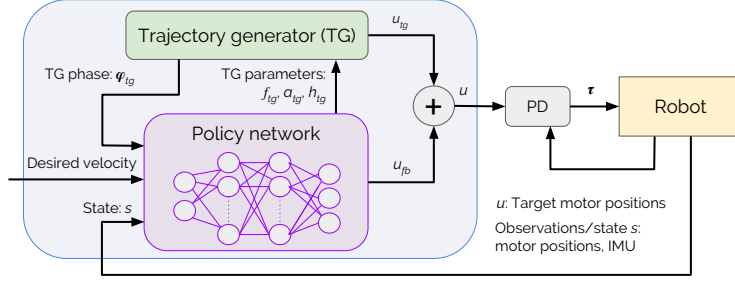 Trajectory generator (TG)
u_tg
TG phase: φ_tg
TG parameters:
f_tg, a_tg, h_tg
u
PD
τ
Robot
+
Policy network
Desired velocity
u_fb
State: s
u: Target motor positions
Observations/state s:
motor positions, IMU